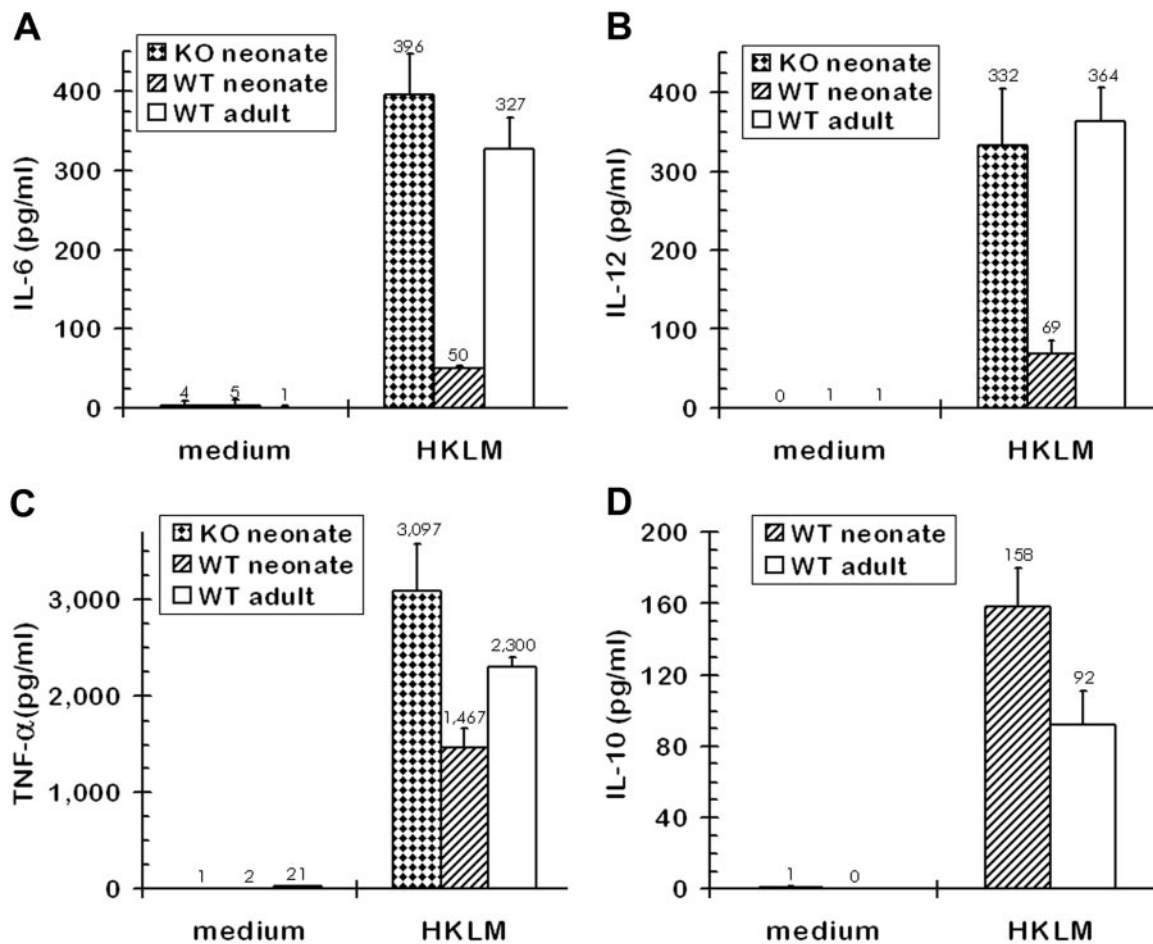 A
KO neonate
WT neonate
WT adult
396
327
50
4 5 1
400
300
200
100
0
IL-6 (pg/ml)
medium HKLM
B
KO neonate
WT neonate
WT adult
332
364
69
0 1 1
400
300
200
100
0
IL-12 (pg/ml)
medium HKLM
C
KO neonate
WT neonate
WT adult
3,097
2,300
1,467
1 2 21
3,000
2,000
1,000
0
TNF-α(pg/ml)
medium HKLM
D
WT neonate
WT adult
158
92
1 0
200
160
120
80
40
0
IL-10 (pg/ml)
medium HKLM